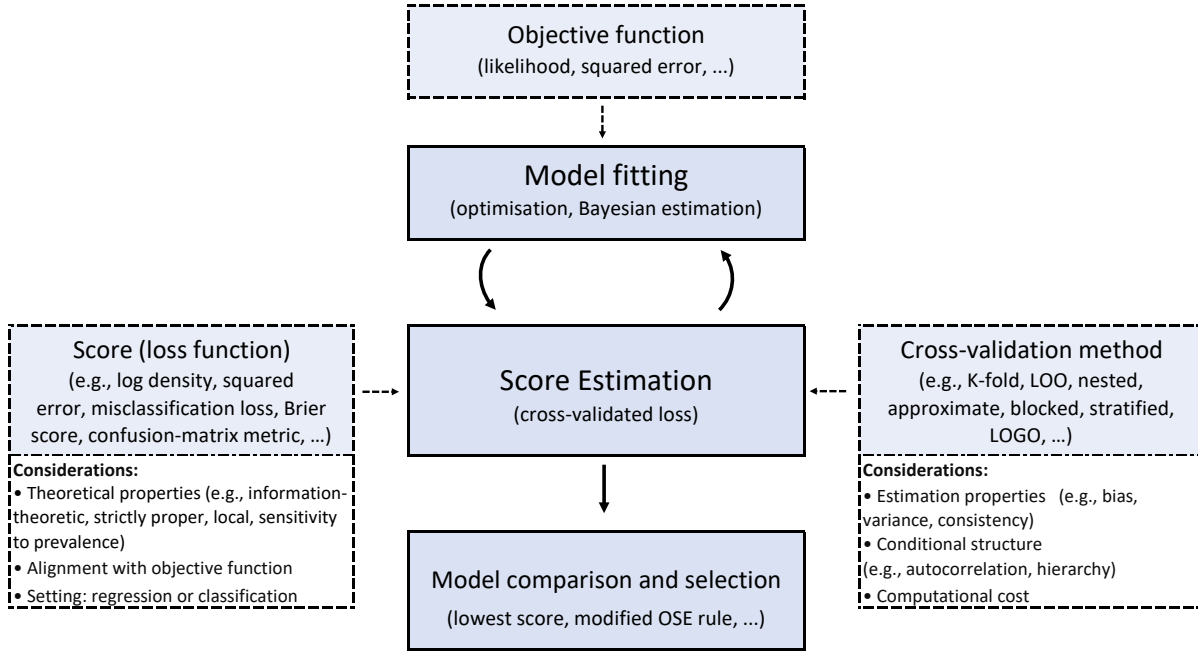 Objective function
(likelihood, squared error, ...)
Model fitting
(optimisation, Bayesian estimation)
Score (loss function)
(e.g., log density, squared
error, misclassification loss, Brier
score, confusion-matrix metric, ...)
Considerations:
• Theoretical properties (e.g., information-
theoretic, strictly proper, local, sensitivity
to prevalence)
• Alignment with objective function
• Setting: regression or classification
Score Estimation
(cross-validated loss)
Cross-validation method
(e.g., K-fold, LOO, nested,
approximate, blocked, stratified,
LOGO, ...)
Considerations:
• Estimation properties (e.g., bias,
variance, consistency)
• Conditional structure
(e.g., autocorrelation, hierarchy)
• Computational cost
Model comparison and selection
(lowest score, modified OSE rule, ...)